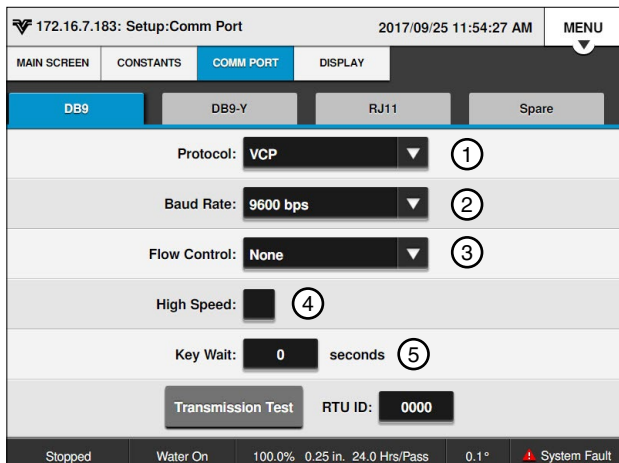 172.16.7.183: Setup:Comm Port 2017/09/25 11:54:27 AM MENU
MAIN SCREEN CONSTANTS COMM PORT DISPLAY
DB9 DB9-Y RJ11 Spare
Protocol: VCP 1
Baud Rate: 9600 bps 2
Flow Control: None 3
High Speed: 4
Key Wait: 0 seconds 5
Transmission Test RTU ID: 0000
Stopped Water On 100.0% 0.25 in. 24.0 Hrs/Pass 0.1° System Fault